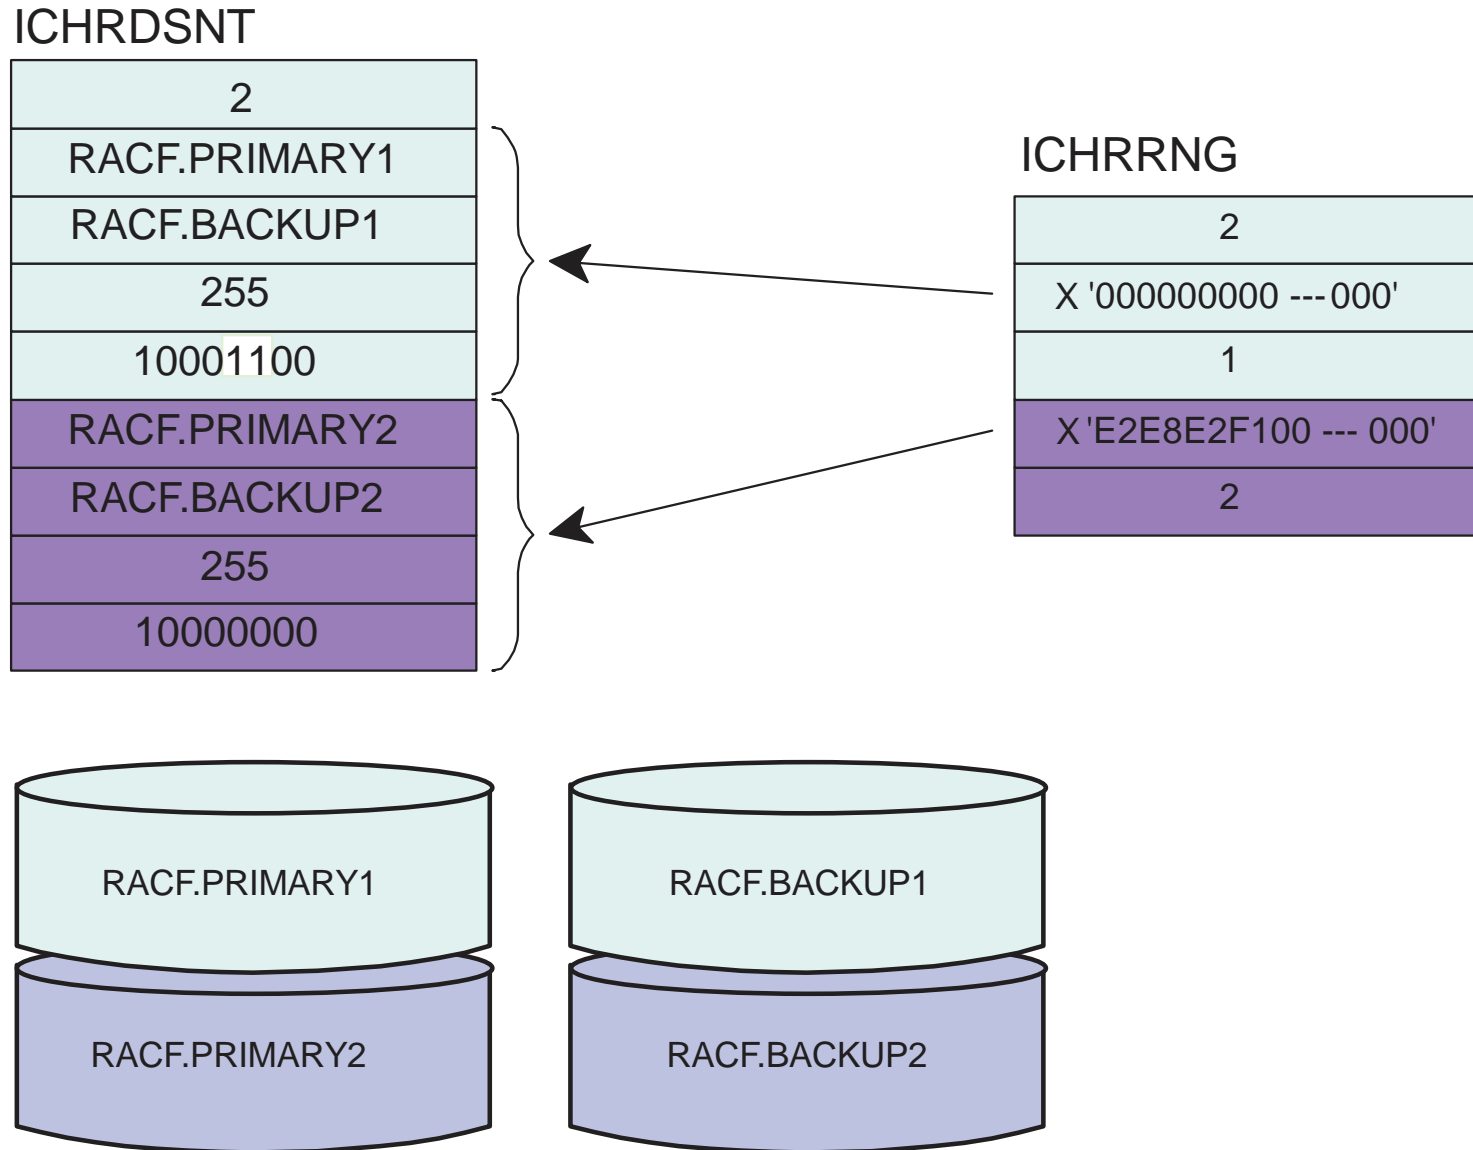 ICHRDSNT
2
RACF.PRIMARY1
RACF.BACKUP1
255
10001100
RACF.PRIMARY2
RACF.BACKUP2
255
10000000
ICHRRNG
2
X '000000000 --- 000'
1
X 'E2E8E2F100 --- 000'
2
RACF.PRIMARY1
RACF.BACKUP1
RACF.PRIMARY2
RACF.BACKUP2